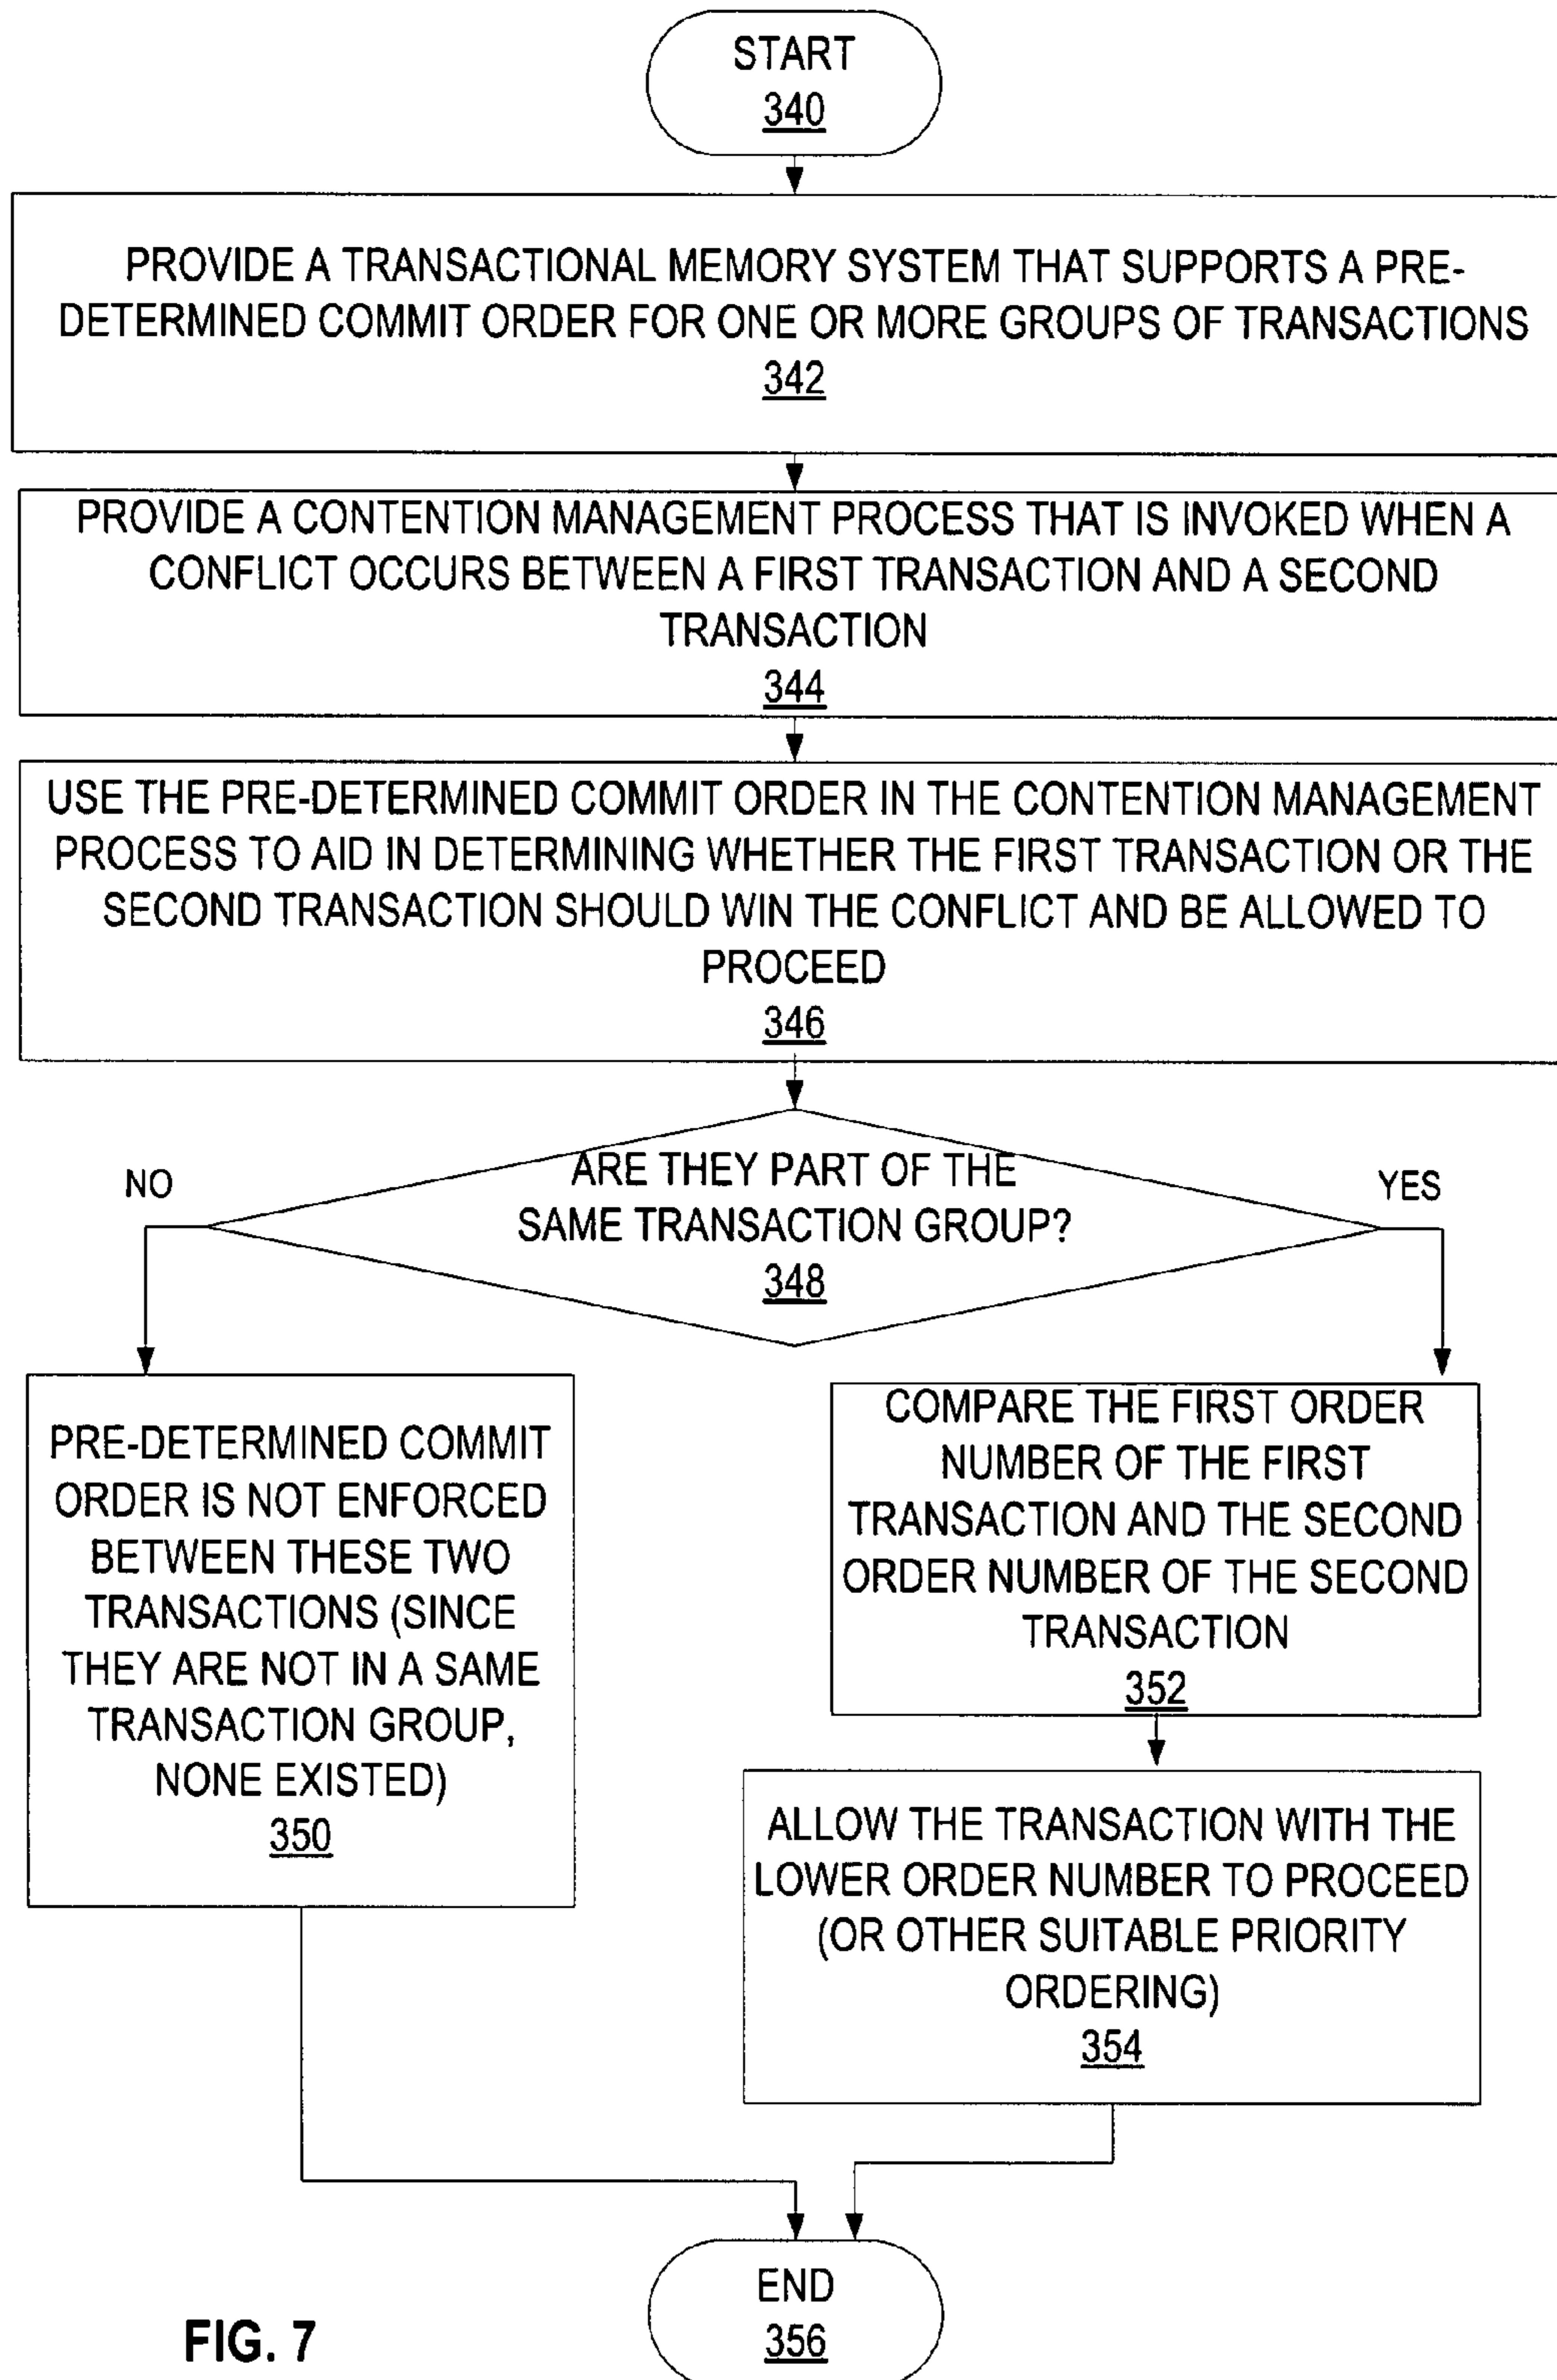 START
340
PROVIDE A TRANSACTIONAL MEMORY SYSTEM THAT SUPPORTS A PRE-
DETERMINED COMMIT ORDER FOR ONE OR MORE GROUPS OF TRANSACTIONS
342
PROVIDE A CONTENTION MANAGEMENT PROCESS THAT IS INVOKED WHEN A
CONFLICT OCCURS BETWEEN A FIRST TRANSACTION AND A SECOND
TRANSACTION
344
USE THE PRE-DETERMINED COMMIT ORDER IN THE CONTENTION MANAGEMENT
PROCESS TO AID IN DETERMINING WHETHER THE FIRST TRANSACTION OR THE
SECOND TRANSACTION SHOULD WIN THE CONFLICT AND BE ALLOWED TO
PROCEED
346
ARE THEY PART OF THE
SAME TRANSACTION GROUP?
348
NO
YES
PRE-DETERMINED COMMIT
ORDER IS NOT ENFORCED
BETWEEN THESE TWO
TRANSACTIONS (SINCE
THEY ARE NOT IN A SAME
TRANSACTION GROUP,
NONE EXISTED)
350
COMPARE THE FIRST ORDER
NUMBER OF THE FIRST
TRANSACTION AND THE SECOND
ORDER NUMBER OF THE SECOND
TRANSACTION
352
ALLOW THE TRANSACTION WITH THE
LOWER ORDER NUMBER TO PROCEED
(OR OTHER SUITABLE PRIORITY
ORDERING)
354
END
356
FIG. 7